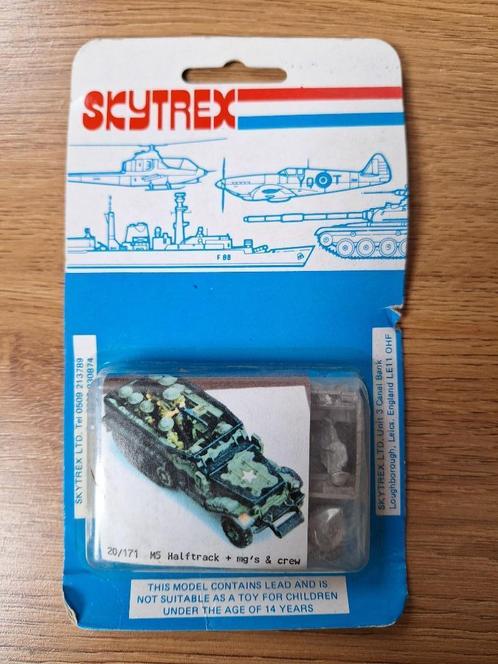 SKYTREX
YQ T
F 88
SKYTREX LTD. Tel 0509 213789
230874
SKYTREX LTD. Unit 3 Canal Bank
Loughborough, Leics. England LE11 0HF
20/171 M5 Halftrack + mg's & crew
THIS MODEL CONTAINS LEAD AND IS
NOT SUITABLE AS A TOY FOR CHILDREN
UNDER THE AGE OF 14 YEARS